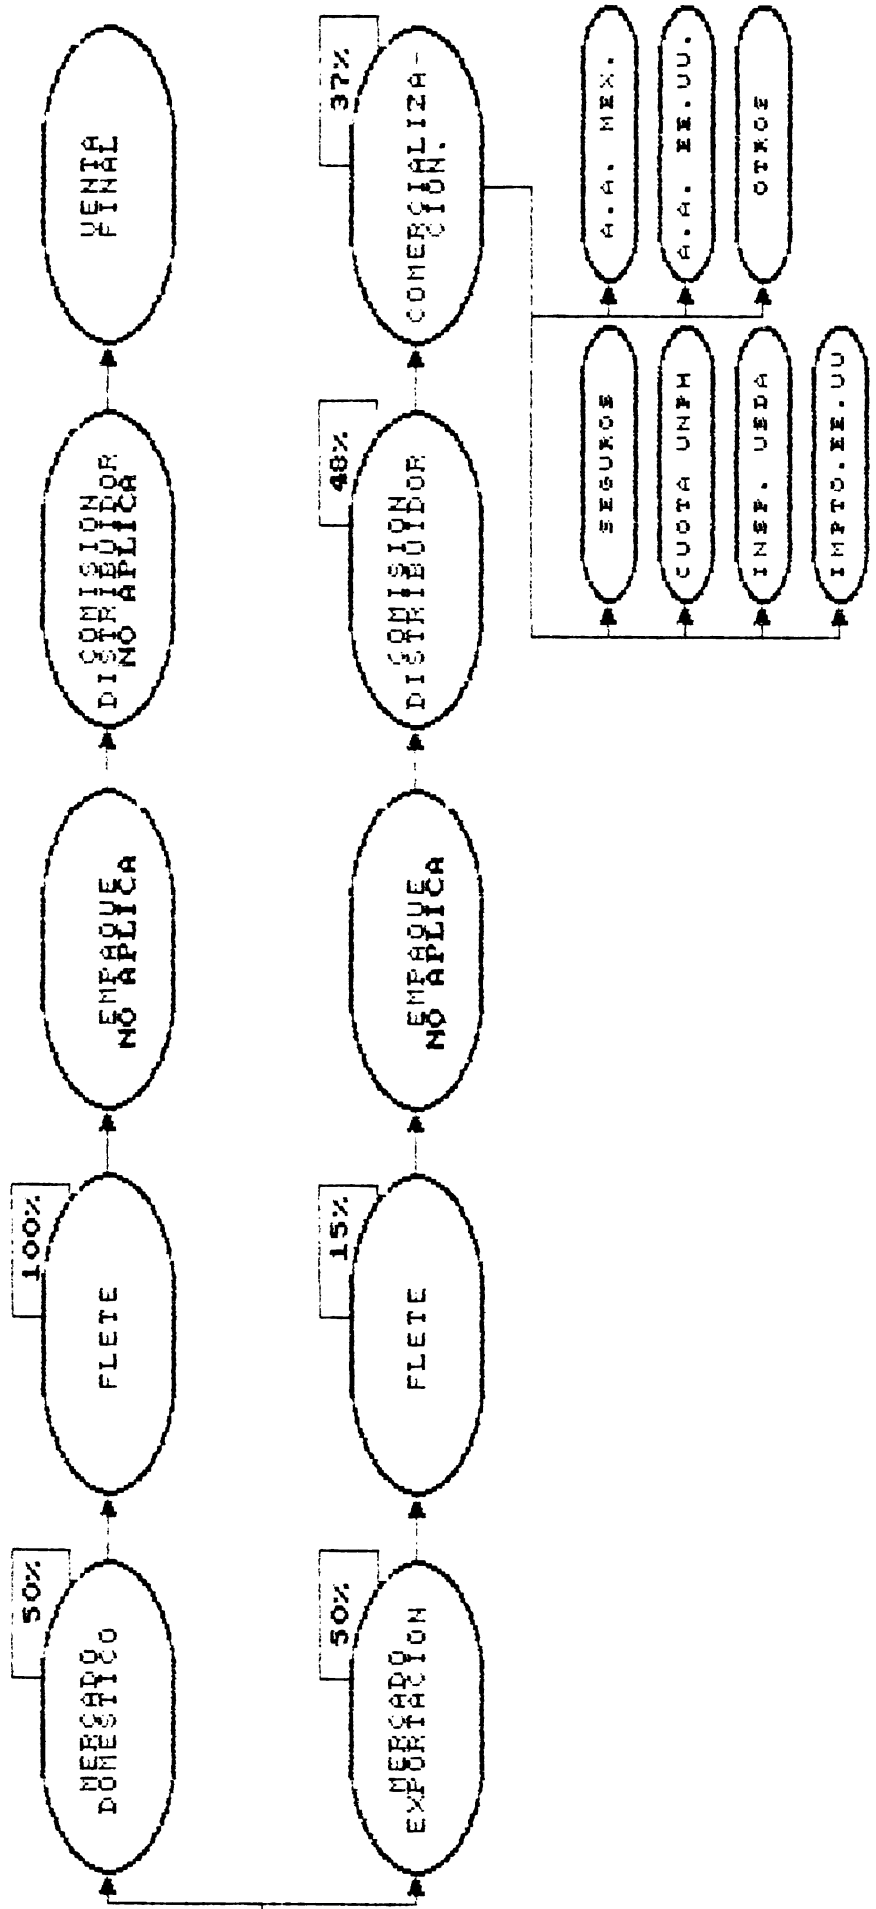 50%
MERCADO
DOMESTICO
100%
FLETE
EMPAQUE
NO APLICA
COMISION
DISTRIBUIDOR
NO APLICA
VENTA
FINAL
50%
MERCADO
EXPORTACION
15%
FLETE
EMPAQUE
NO APLICA
48%
COMISION
DISTRIBUIDOR
37%
COMERCIALIZA-
CION.
SEGUROS
CUOTA UNPH
INSP. USDA
IMPTO.EE.UU
A.A. MEX.
A.A. EE.UU.
OTROS